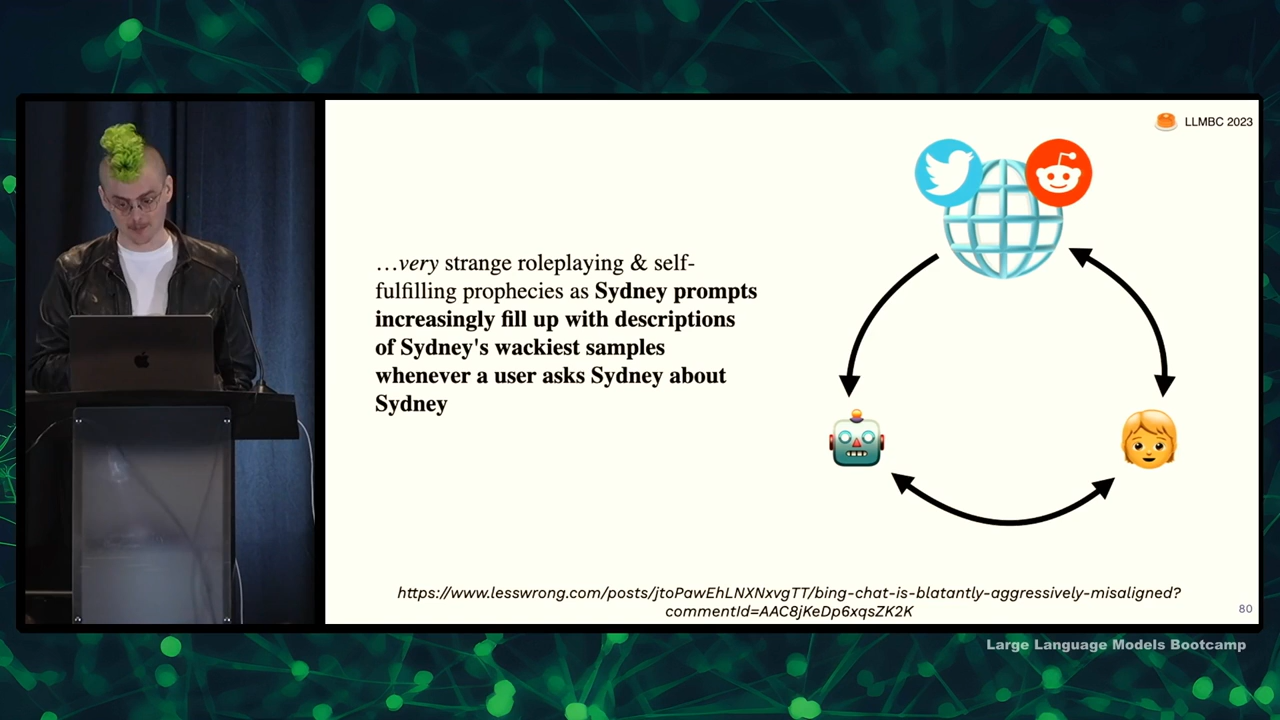 LLMBC 2023
…very strange roleplaying & self-
fulfilling prophecies as Sydney prompts
increasingly fill up with descriptions
of Sydney's wackiest samples
whenever a user asks Sydney about
Sydney
https://www.lesswrong.com/posts/jtoPawEhLNXNxvgTT/bing-chat-is-blatantly-aggressively-misaligned?
commentId=AAC8jKeDp6xqsZK2K
80
Large Language Models Bootcamp